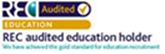 REC Audited
EDUCATION
REC audited education holder
We have achieved the gold standard for education recruitment